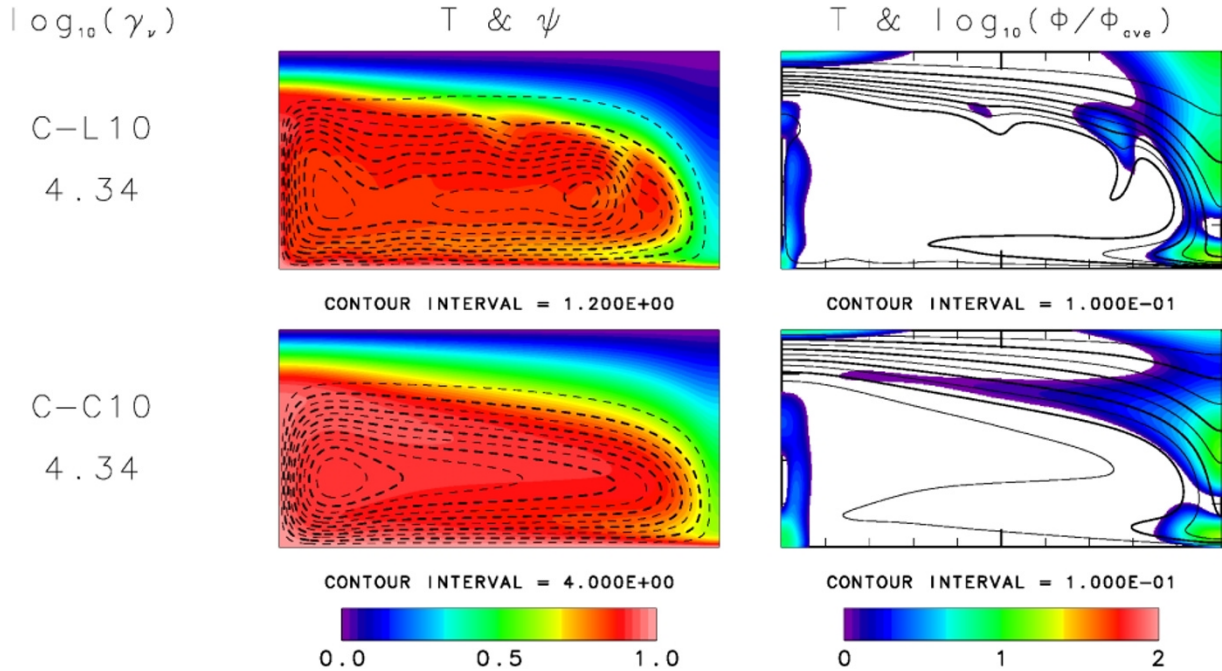 log₁₀(γᵥ) T & ψ T & log₁₀(Φ/Φₐᵥₑ)
C-L10
4.34
CONTOUR INTERVAL = 1.200E+00 CONTOUR INTERVAL = 1.000E-01
C-C10
4.34
CONTOUR INTERVAL = 4.000E+00 CONTOUR INTERVAL = 1.000E-01
0.0 0.5 1.0 0 1 2